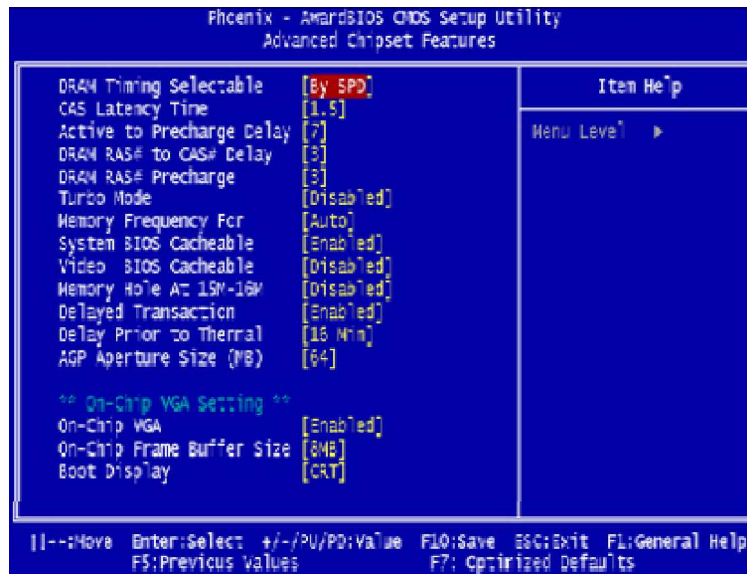 Phoenix - AwardBIOS CMOS Setup Utility
Advanced Chipset Features
DRAM Timing Selectable [By SPD]
CAS Latency Time [1.5]
Active to Precharge Delay [7]
DRAM RAS# to CAS# Delay [3]
DRAM RAS# Precharge [3]
Turbo Mode [Disabled]
Memory Frequency For [Auto]
System BIOS Cacheable [Enabled]
Video BIOS Cacheable [Disabled]
Memory Hole At 15M-16M [Disabled]
Delayed Transaction [Enabled]
Delay Prior to Thermal [16 Min]
AGP Aperture Size (MB) [64]
** On-Chip VGA Setting **
On-Chip VGA [Enabled]
On-Chip Frame Buffer Size [8MB]
Boot Display [CRT]
Item Help
Menu Level ▶
||--:Move Enter:Select +/-/PU/PD:Value F10:Save ESC:Exit F1:General Help
F5:Previous Values F7: Optimized Defaults